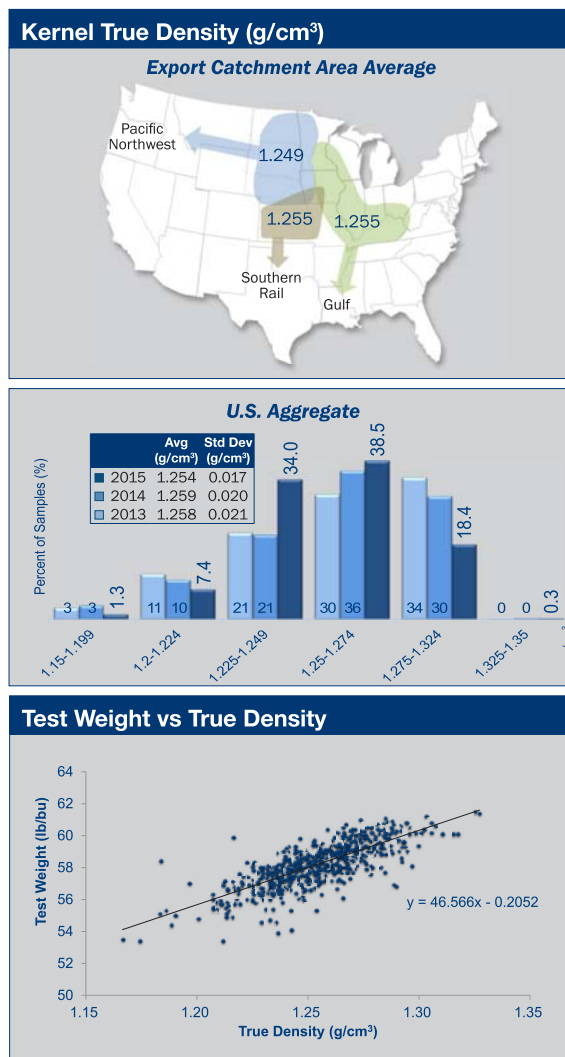 Kernel True Density (g/cm³)
Export Catchment Area Average
Pacific
Northwest
1.249
1.255
1.255
Southern
Rail
Gulf
U.S. Aggregate
Avg Std Dev
(g/cm³) (g/cm³)
2015 1.254 0.017
2014 1.259 0.020
2013 1.258 0.021
Percent of Samples (%)
3 3 1.3
11 10 7.4
21 21 34.0
30 36 38.5
34 30 18.4
0 0 0.3
1.15-1.199
1.2-1.224
1.225-1.249
1.25-1.274
1.275-1.324
1.325-1.35
Test Weight vs True Density
Test Weight (lb/bu)
64
62
60
58
56
54
52
50
y = 46.566x - 0.2052
1.15 1.20 1.25 1.30 1.35
True Density (g/cm³)